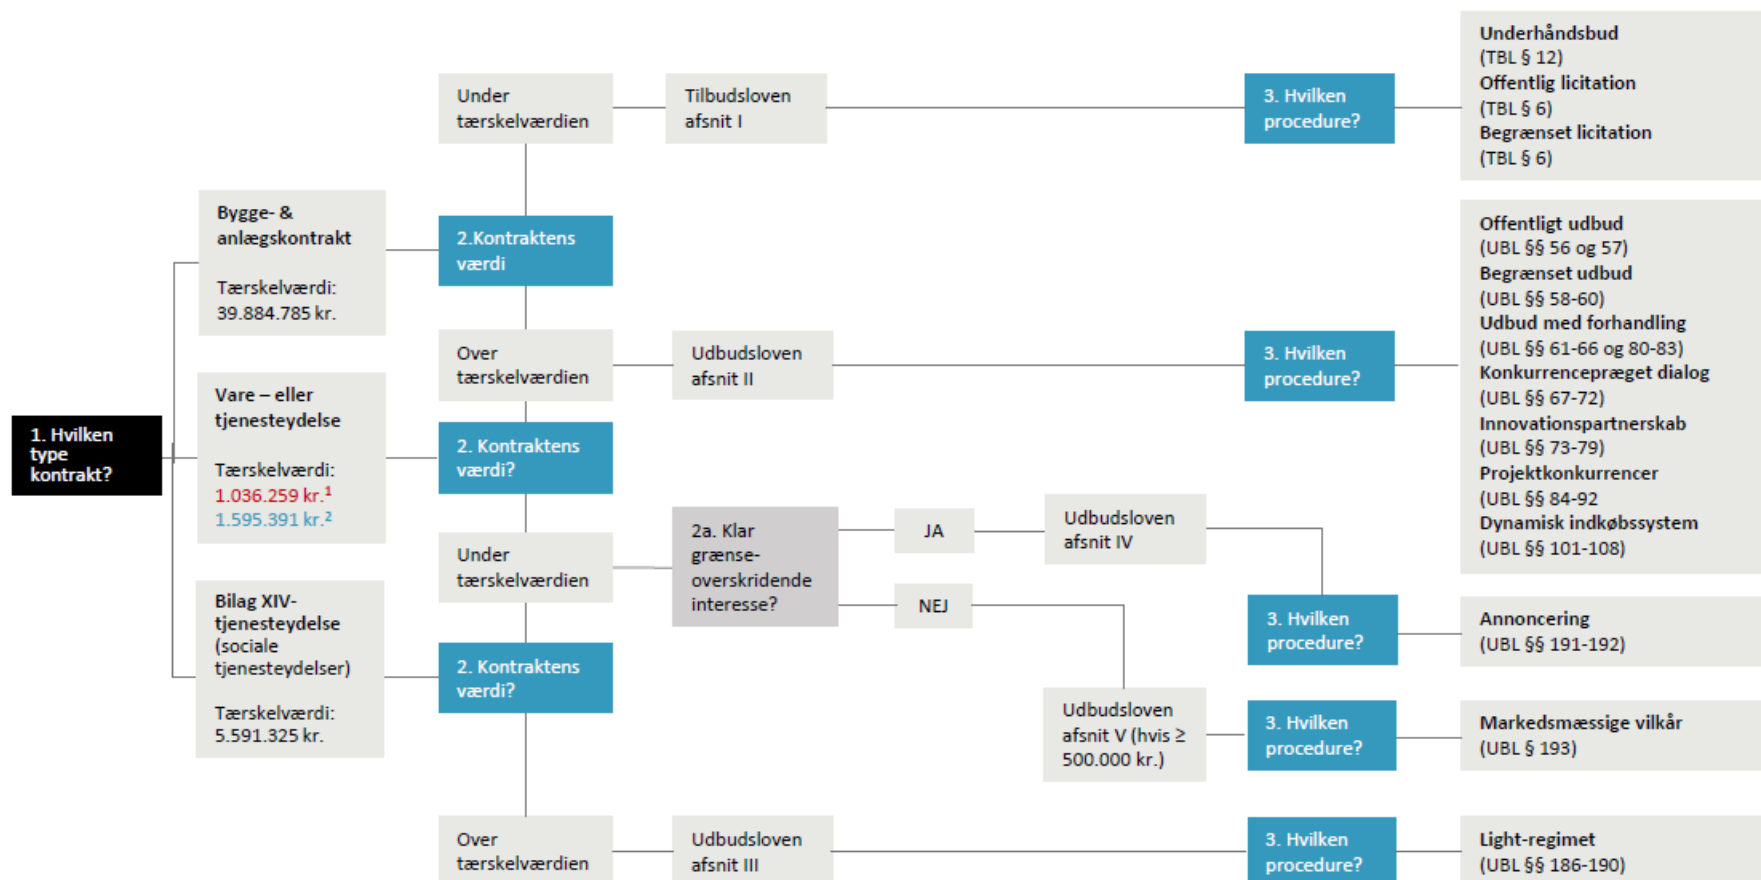 1. Hvilken
type
kontrakt?
Bygge- &
anlægskontrakt
Tærskelværdi:
39.884.785 kr.
Vare – eller
tjenesteydelse
Tærskelværdi:
1.036.259 kr.¹
1.595.391 kr.²
Bilag XIV-
tjenesteydelse
(sociale
tjenesteydelser)
Tærskelværdi:
5.591.325 kr.
Under
tærskelværdien
2.Kontraktens
værdi
Over
tærskelværdien
2. Kontraktens
værdi?
Under
tærskelværdien
2. Kontraktens
værdi?
Over
tærskelværdien
Tilbudsloven
afsnit I
Udbudsloven
afsnit II
2a. Klar
grænse-
overskridende
interesse?
JA
NEJ
Udbudsloven
afsnit IV
Udbudsloven
afsnit V (hvis ≥
500.000 kr.)
Udbudsloven
afsnit III
3. Hvilken
procedure?
3. Hvilken
procedure?
3. Hvilken
procedure?
3. Hvilken
procedure?
3. Hvilken
procedure?
Underhåndsbud
(TBL § 12)
Offentlig licitation
(TBL § 6)
Begrænset licitation
(TBL § 6)
Offentligt udbud
(UBL §§ 56 og 57)
Begrænset udbud
(UBL §§ 58-60)
Udbud med forhandling
(UBL §§ 61-66 og 80-83)
Konkurrencepræget dialog
(UBL §§ 67-72)
Innovationspartnerskab
(UBL §§ 73-79)
Projektkonkurrencer
(UBL §§ 84-92
Dynamisk indkøbssystem
(UBL §§ 101-108)
Annoncering
(UBL §§ 191-192)
Markedsmæssige vilkår
(UBL § 193)
Light-regimet
(UBL §§ 186-190)